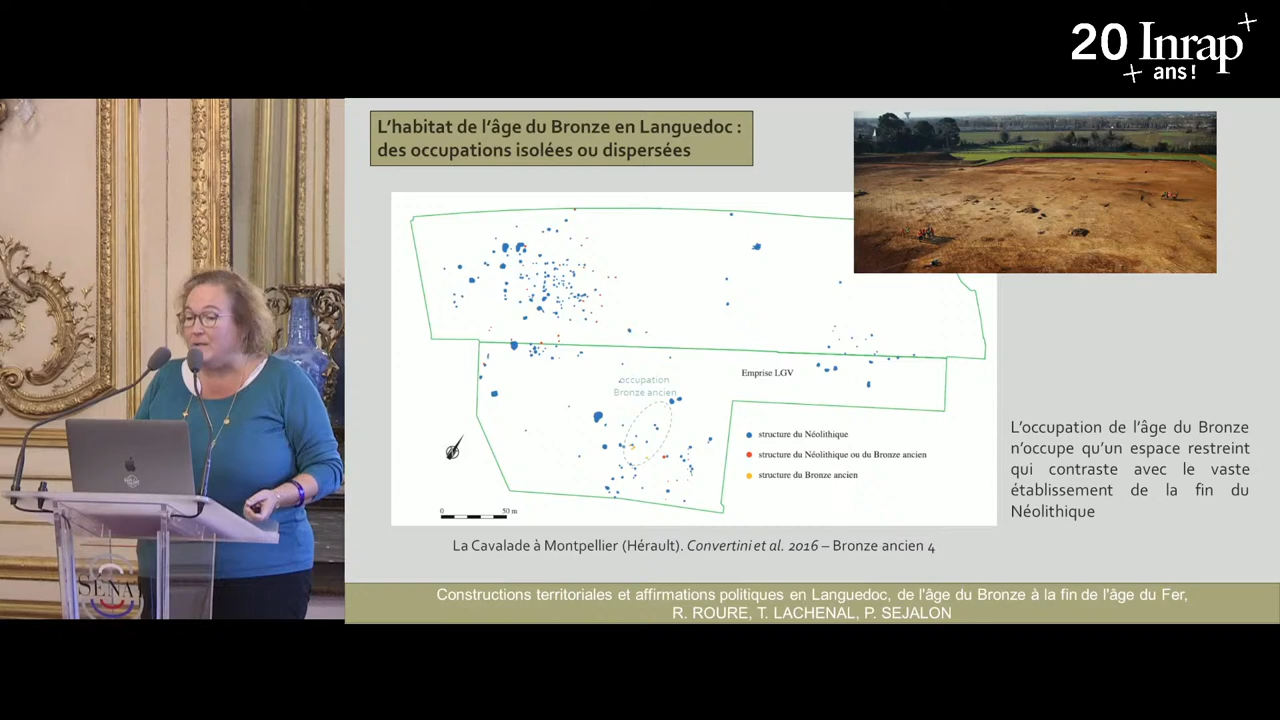 20 Inrap
ans !
L'habitat de l'âge du Bronze en Languedoc :
des occupations isolées ou dispersées
occupation
Bronze ancien
Emprise LGV
structure du Néolithique
structure du Néolithique ou du Bronze ancien
structure du Bronze ancien
0 50 m
L'occupation de l'âge du Bronze
n'occupe qu'un espace restreint
qui contraste avec le vaste
établissement de la fin du
Néolithique
La Cavalade à Montpellier (Hérault). Convertini et al. 2016 – Bronze ancien 4
SÉNAT
Constructions territoriales et affirmations politiques en Languedoc, de l'âge du Bronze à la fin de l'âge du Fer,
R. ROURE, T. LACHENAL, P. SEJALON